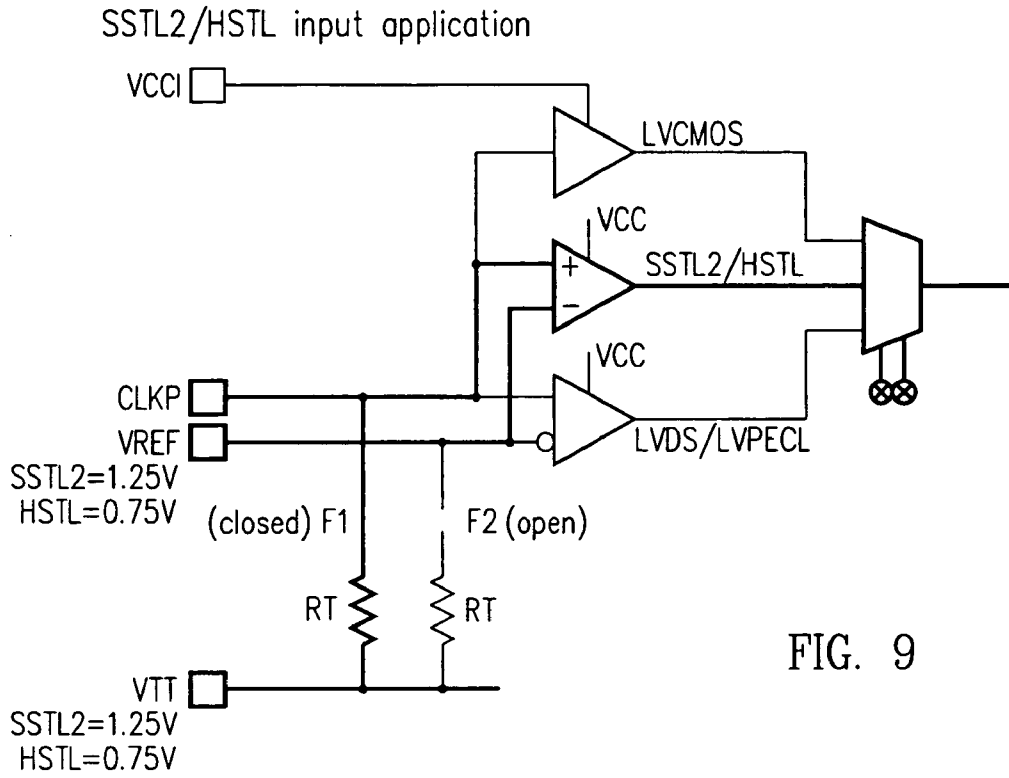 SSTL2/HSTL input application
VCCI
LVCMOS
VCC
+
SSTL2/HSTL
−
VCC
CLKP
VREF
LVDS/LVPECL
SSTL2=1.25V
HSTL=0.75V
(closed) F1
F2 (open)
RT
RT
FIG. 9
VTT
SSTL2=1.25V
HSTL=0.75V